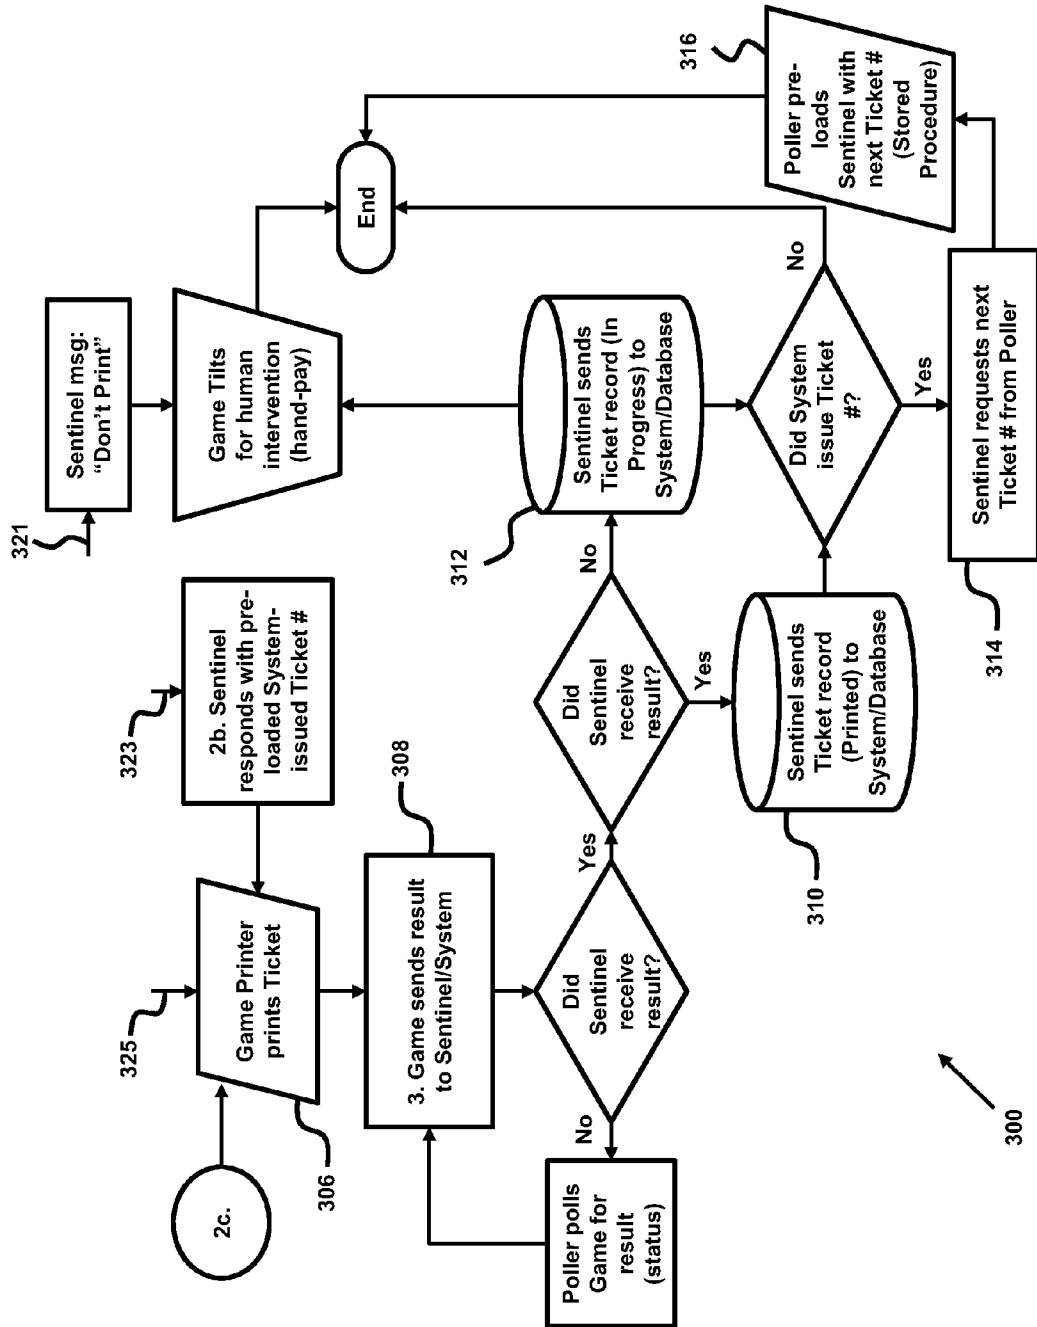 2c.
325
Game Printer
prints Ticket
306
323
2b. Sentinel
responds with pre-
loaded System-
issued Ticket #
321
Sentinel msg:
“Don’t Print”
Game Tilts
for human
intervention
(hand-pay)
End
3. Game sends result
to Sentinel/System
308
Poller polls
Game for
result
(status)
No
Did
Sentinel
receive
result?
Yes
Did
Sentinel
receive
result?
No
Yes
312
Sentinel sends
Ticket record (In
Progress) to
System/Database
310
Sentinel sends
Ticket record
(Printed) to
System/Database
Did System
issue Ticket
#?
No
Yes
314
Sentinel requests next
Ticket # from Poller
316
Poller pre-
loads
Sentinel with
next Ticket #
(Stored
Procedure)
300